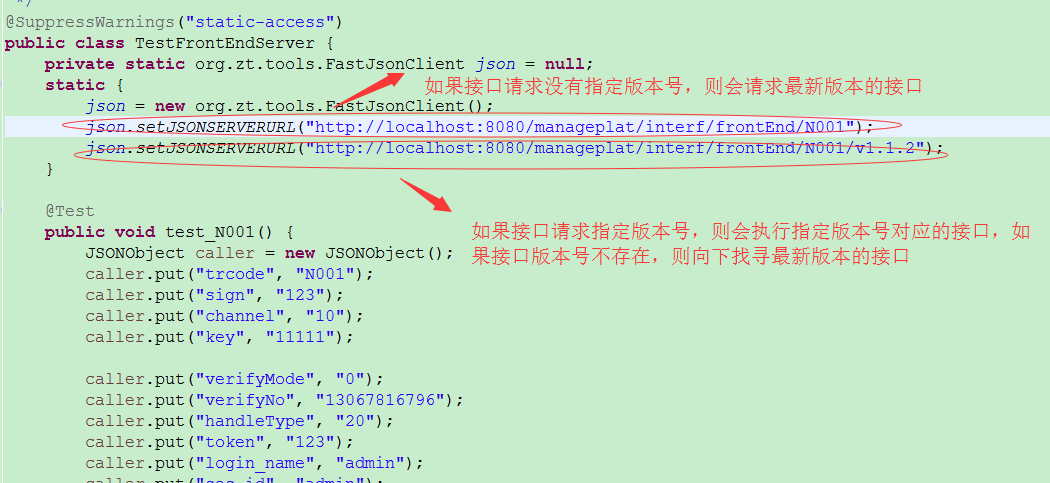 */
@SuppressWarnings("static-access")
public class TestFrontEndServer {
private static org.zt.tools.FastJsonClient json = null;
static {
如果接口请求没有指定版本号，则会请求最新版本的接口
json = new org.zt.tools.FastJsonClient();
json.setJSONSERVERURL("http://localhost:8080/manageplat/interf/frontEnd/N001");
json.setJSONSERVERURL("http://localhost:8080/manageplat/interf/frontEnd/N001/v1.1.2");
}
@Test
public void test_N001() {
如果接口请求指定版本号，则会执行指定版本号对应的接口，如
果接口版本号不存在，则向下找寻最新版本的接口
JSONObject caller = new JSONObject();
caller.put("trcode", "N001");
caller.put("sign", "123");
caller.put("channel", "10");
caller.put("key", "11111");
caller.put("verifyMode", "0");
caller.put("verifyNo", "13067816796");
caller.put("handleType", "20");
caller.put("token", "123");
caller.put("login_name", "admin");